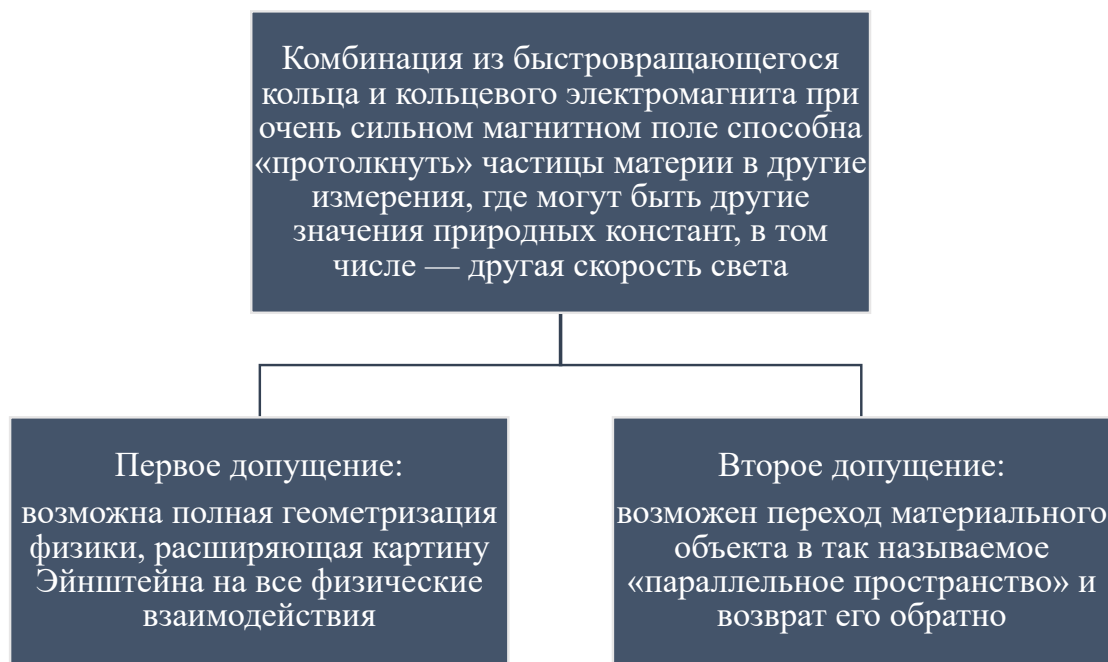 Комбинация из быстровращающегося
кольца и кольцевого электромагнита при
очень сильном магнитном поле способна
«протолкнуть» частицы материи в другие
измерения, где могут быть другие
значения природных констант, в том
числе — другая скорость света
Первое допущение:
возможна полная геометризация
физики, расширяющая картину
Эйнштейна на все физические
взаимодействия
Второе допущение:
возможен переход материального
объекта в так называемое
«параллельное пространство» и
возврат его обратно